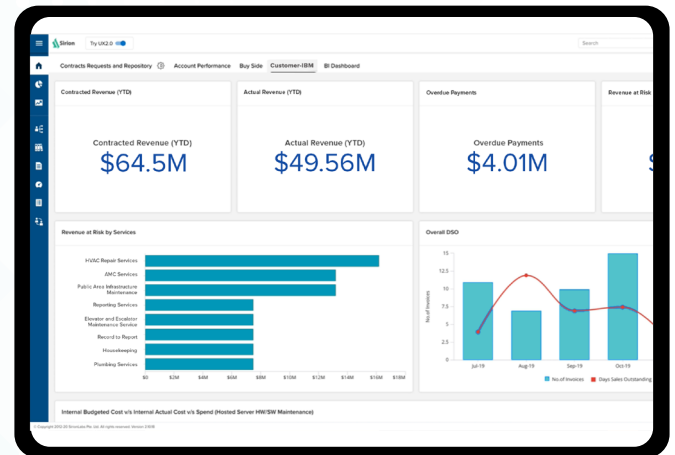 Sirion
Try UX2.0
Search
Contracts Requests and Repository
Account Performance
Buy Side
Customer-IBM
BI Dashboard
Contracted Revenue (YTD)
Actual Revenue (YTD)
Overdue Payments
Revenue at Risk
Contracted Revenue (YTD)
$64.5M
Actual Revenue (YTD)
$49.56M
Overdue Payments
$4.01M
Revenue at Risk by Services
HVAC Repair Services
AMC Services
Public Area Infrastructure
Maintenance
Reporting Services
Elevator and Escalator
Maintenance Service
Record to Report
Housekeeping
Plumbing Services
$0 $2M $4M $6M $8M $10M $12M $14M $16M $18M
Overall DSO
No.of Invoices
15
12.5
10
7.5
5
2.5
0
Jul-19 Aug-19 Sep-19 Oct-19
No.of Invoices
Days Sales Outstanding
Internal Budgeted Cost v/s Internal Actual Cost v/s Spend (Hosted Server HW/SW Maintenance)